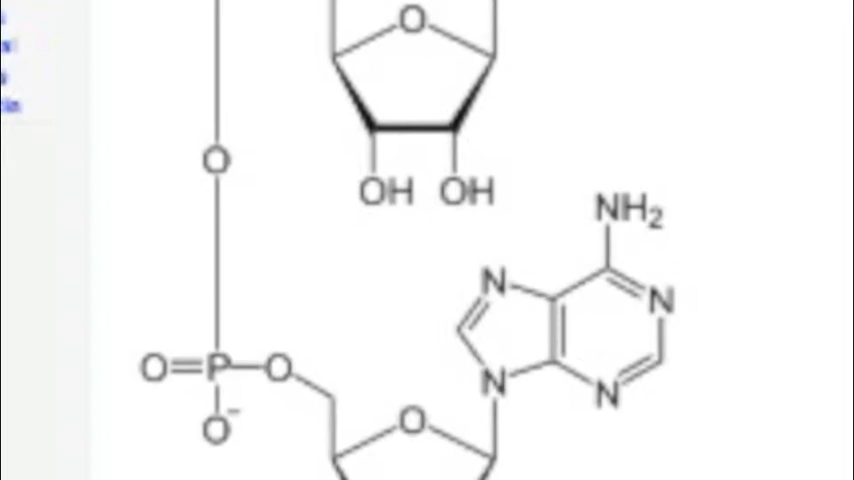 O
O
OH OH
NH₂
N N
O=P-O N N
O⁻ O